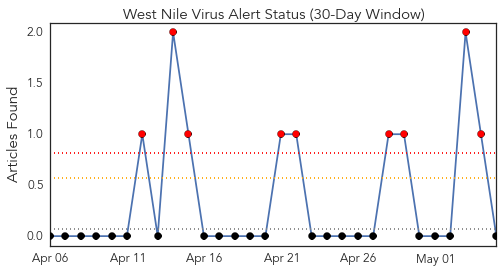 West Nile Virus Alert Status (30-Day Window)
Articles Found
2.0
1.5
1.0
0.5
0.0
Apr 06 Apr 11 Apr 16 Apr 21 Apr 26 May 01